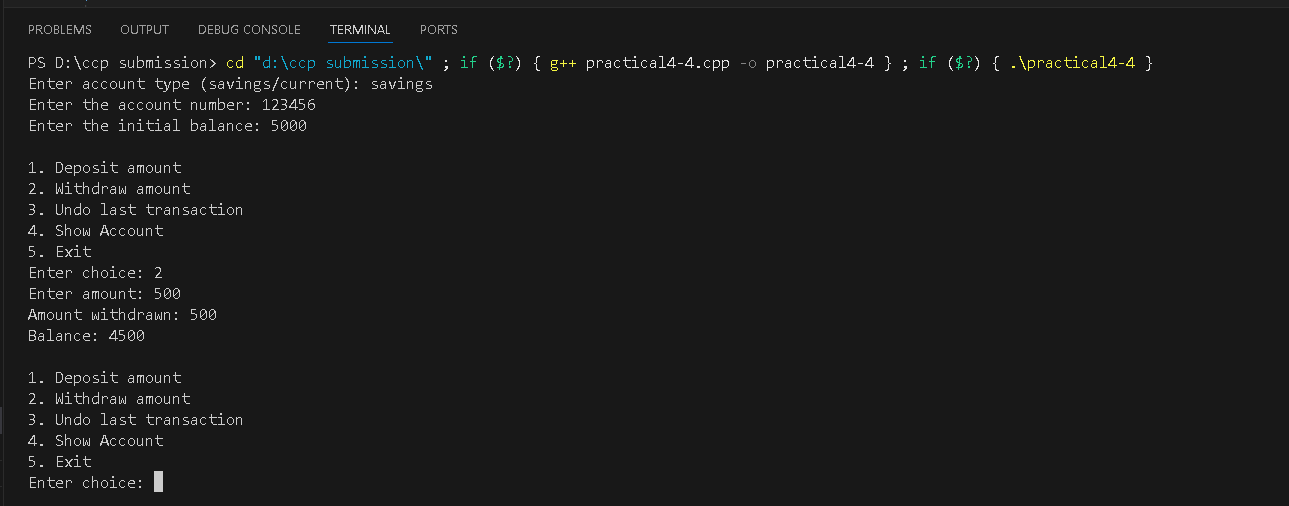 PROBLEMS OUTPUT DEBUG CONSOLE TERMINAL PORTS
PS D:\ccp submission> cd "d:\ccp submission\" ; if ($?) { g++ practical4-4.cpp -o practical4-4 } ; if ($?) { .\practical4-4 }
Enter account type (savings/current): savings
Enter the account number: 123456
Enter the initial balance: 5000
1. Deposit amount
2. Withdraw amount
3. Undo last transaction
4. Show Account
5. Exit
Enter choice: 2
Enter amount: 500
Amount withdrawn: 500
Balance: 4500
1. Deposit amount
2. Withdraw amount
3. Undo last transaction
4. Show Account
5. Exit
Enter choice: